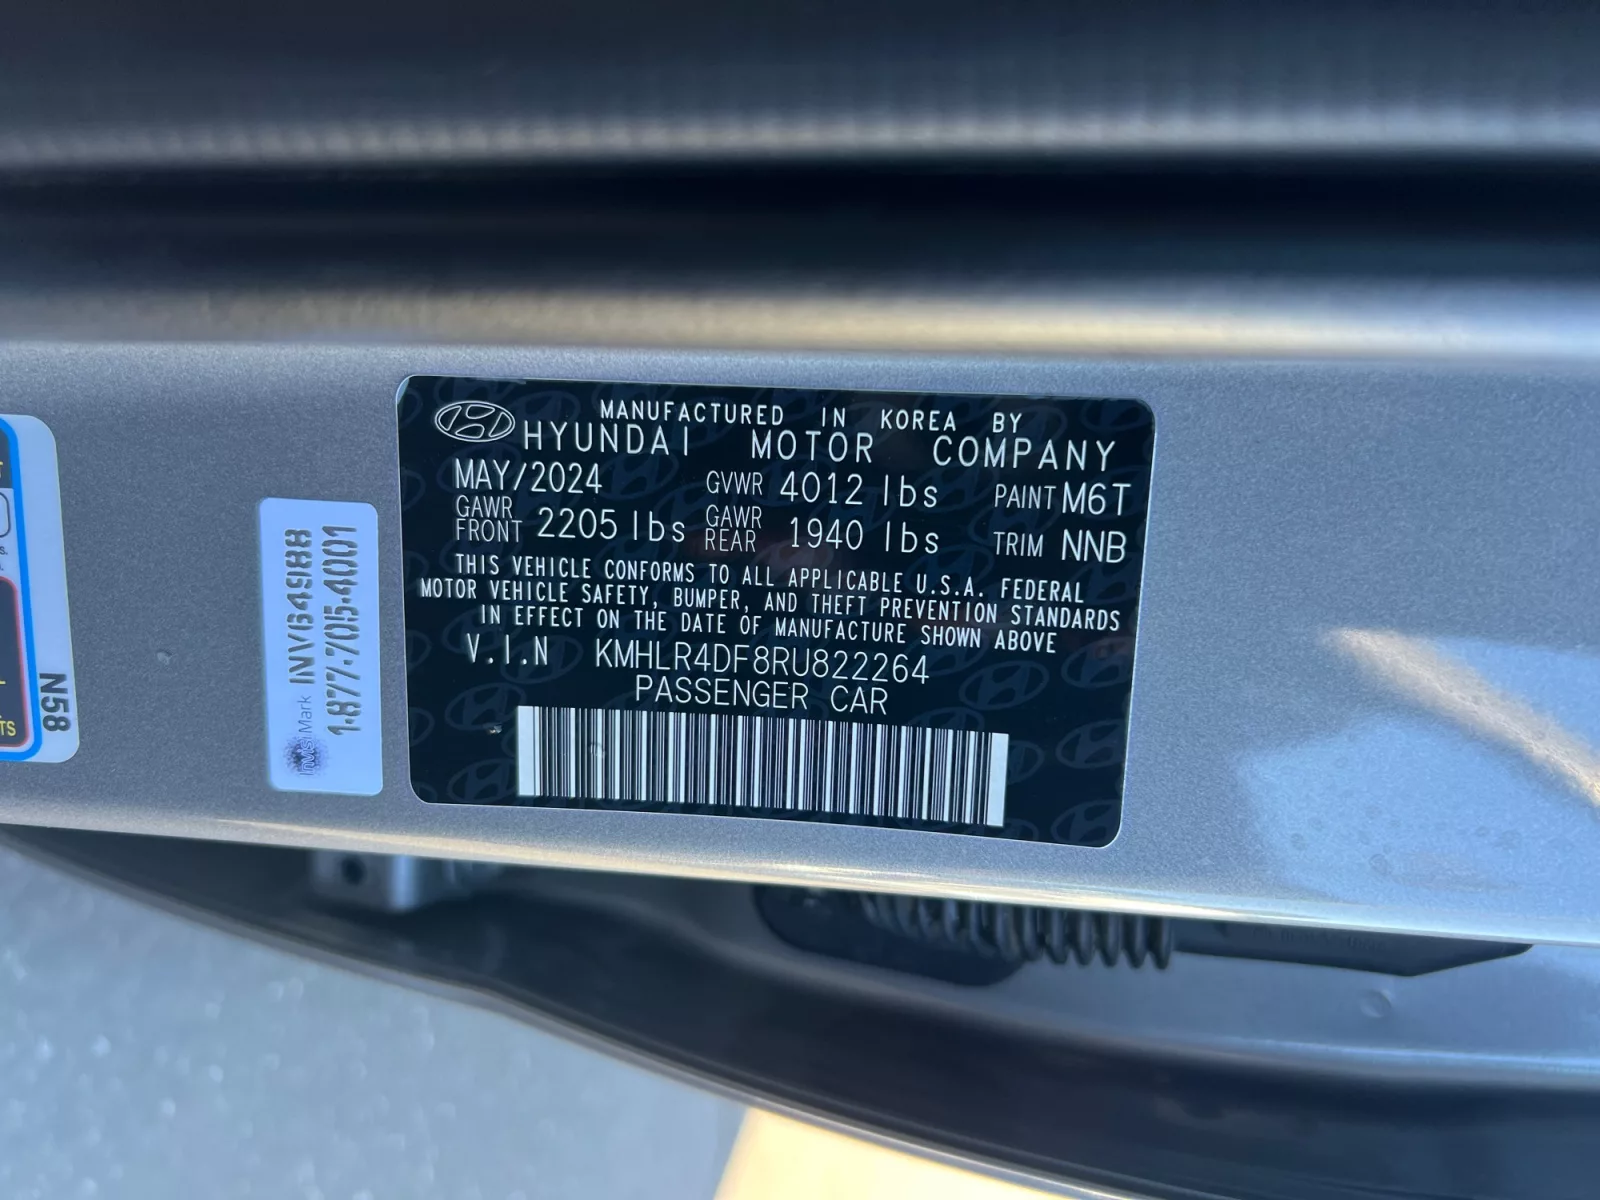 MANUFACTURED IN KOREA BY
HYUNDAI MOTOR COMPANY
MAY/2024 GVWR 4012 lbs PAINT M6T
GAWR FRONT 2205 lbs GAWR REAR 1940 lbs TRIM NNB
THIS VEHICLE CONFORMS TO ALL APPLICABLE U.S.A. FEDERAL
MOTOR VEHICLE SAFETY, BUMPER, AND THEFT PREVENTION STANDARDS
IN EFFECT ON THE DATE OF MANUFACTURE SHOWN ABOVE
V.I.N KMHLR4DF8RU822264
PASSENGER CAR
INV64988
1-877-705-4001
InVisiMark
N58